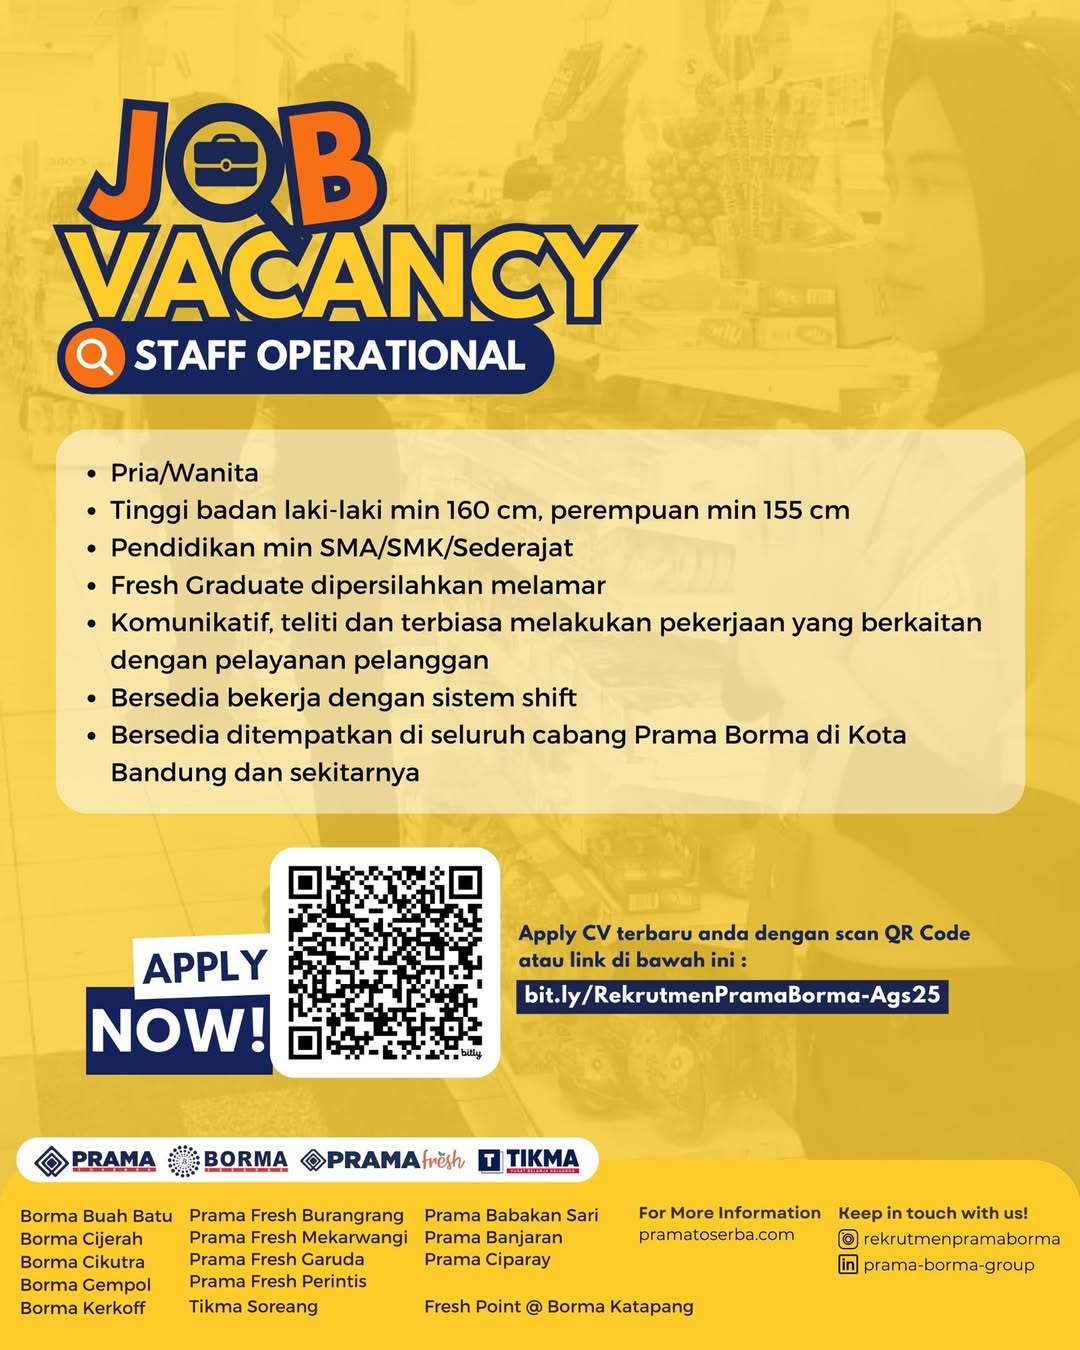 JOB
VACANCY
STAFF OPERATIONAL
• Pria/Wanita
• Tinggi badan laki-laki min 160 cm, perempuan min 155 cm
• Pendidikan min SMA/SMK/Sederajat
• Fresh Graduate dipersilahkan melamar
• Komunikatif, teliti dan terbiasa melakukan pekerjaan yang berkaitan
dengan pelayanan pelanggan
• Bersedia bekerja dengan sistem shift
• Bersedia ditempatkan di seluruh cabang Prama Borma di Kota
Bandung dan sekitarnya
APPLY
NOW!
bitly
Apply CV terbaru anda dengan scan QR Code
atau link di bawah ini :
bit.ly/RekrutmenPramaBorma-Ags25
PRAMA
BORMA
PRAMA fresh
T TIKMA
PUSAT BELANJA KELUARGA
Borma Buah Batu
Borma Cijerah
Borma Cikutra
Borma Gempol
Borma Kerkoff
Prama Fresh Burangrang
Prama Fresh Mekarwangi
Prama Fresh Garuda
Prama Fresh Perintis
Tikma Soreang
Prama Babakan Sari
Prama Banjaran
Prama Ciparay
Fresh Point @ Borma Katapang
For More Information
pramatoserba.com
Keep in touch with us!
rekrutmenpramaborma
in prama-borma-group